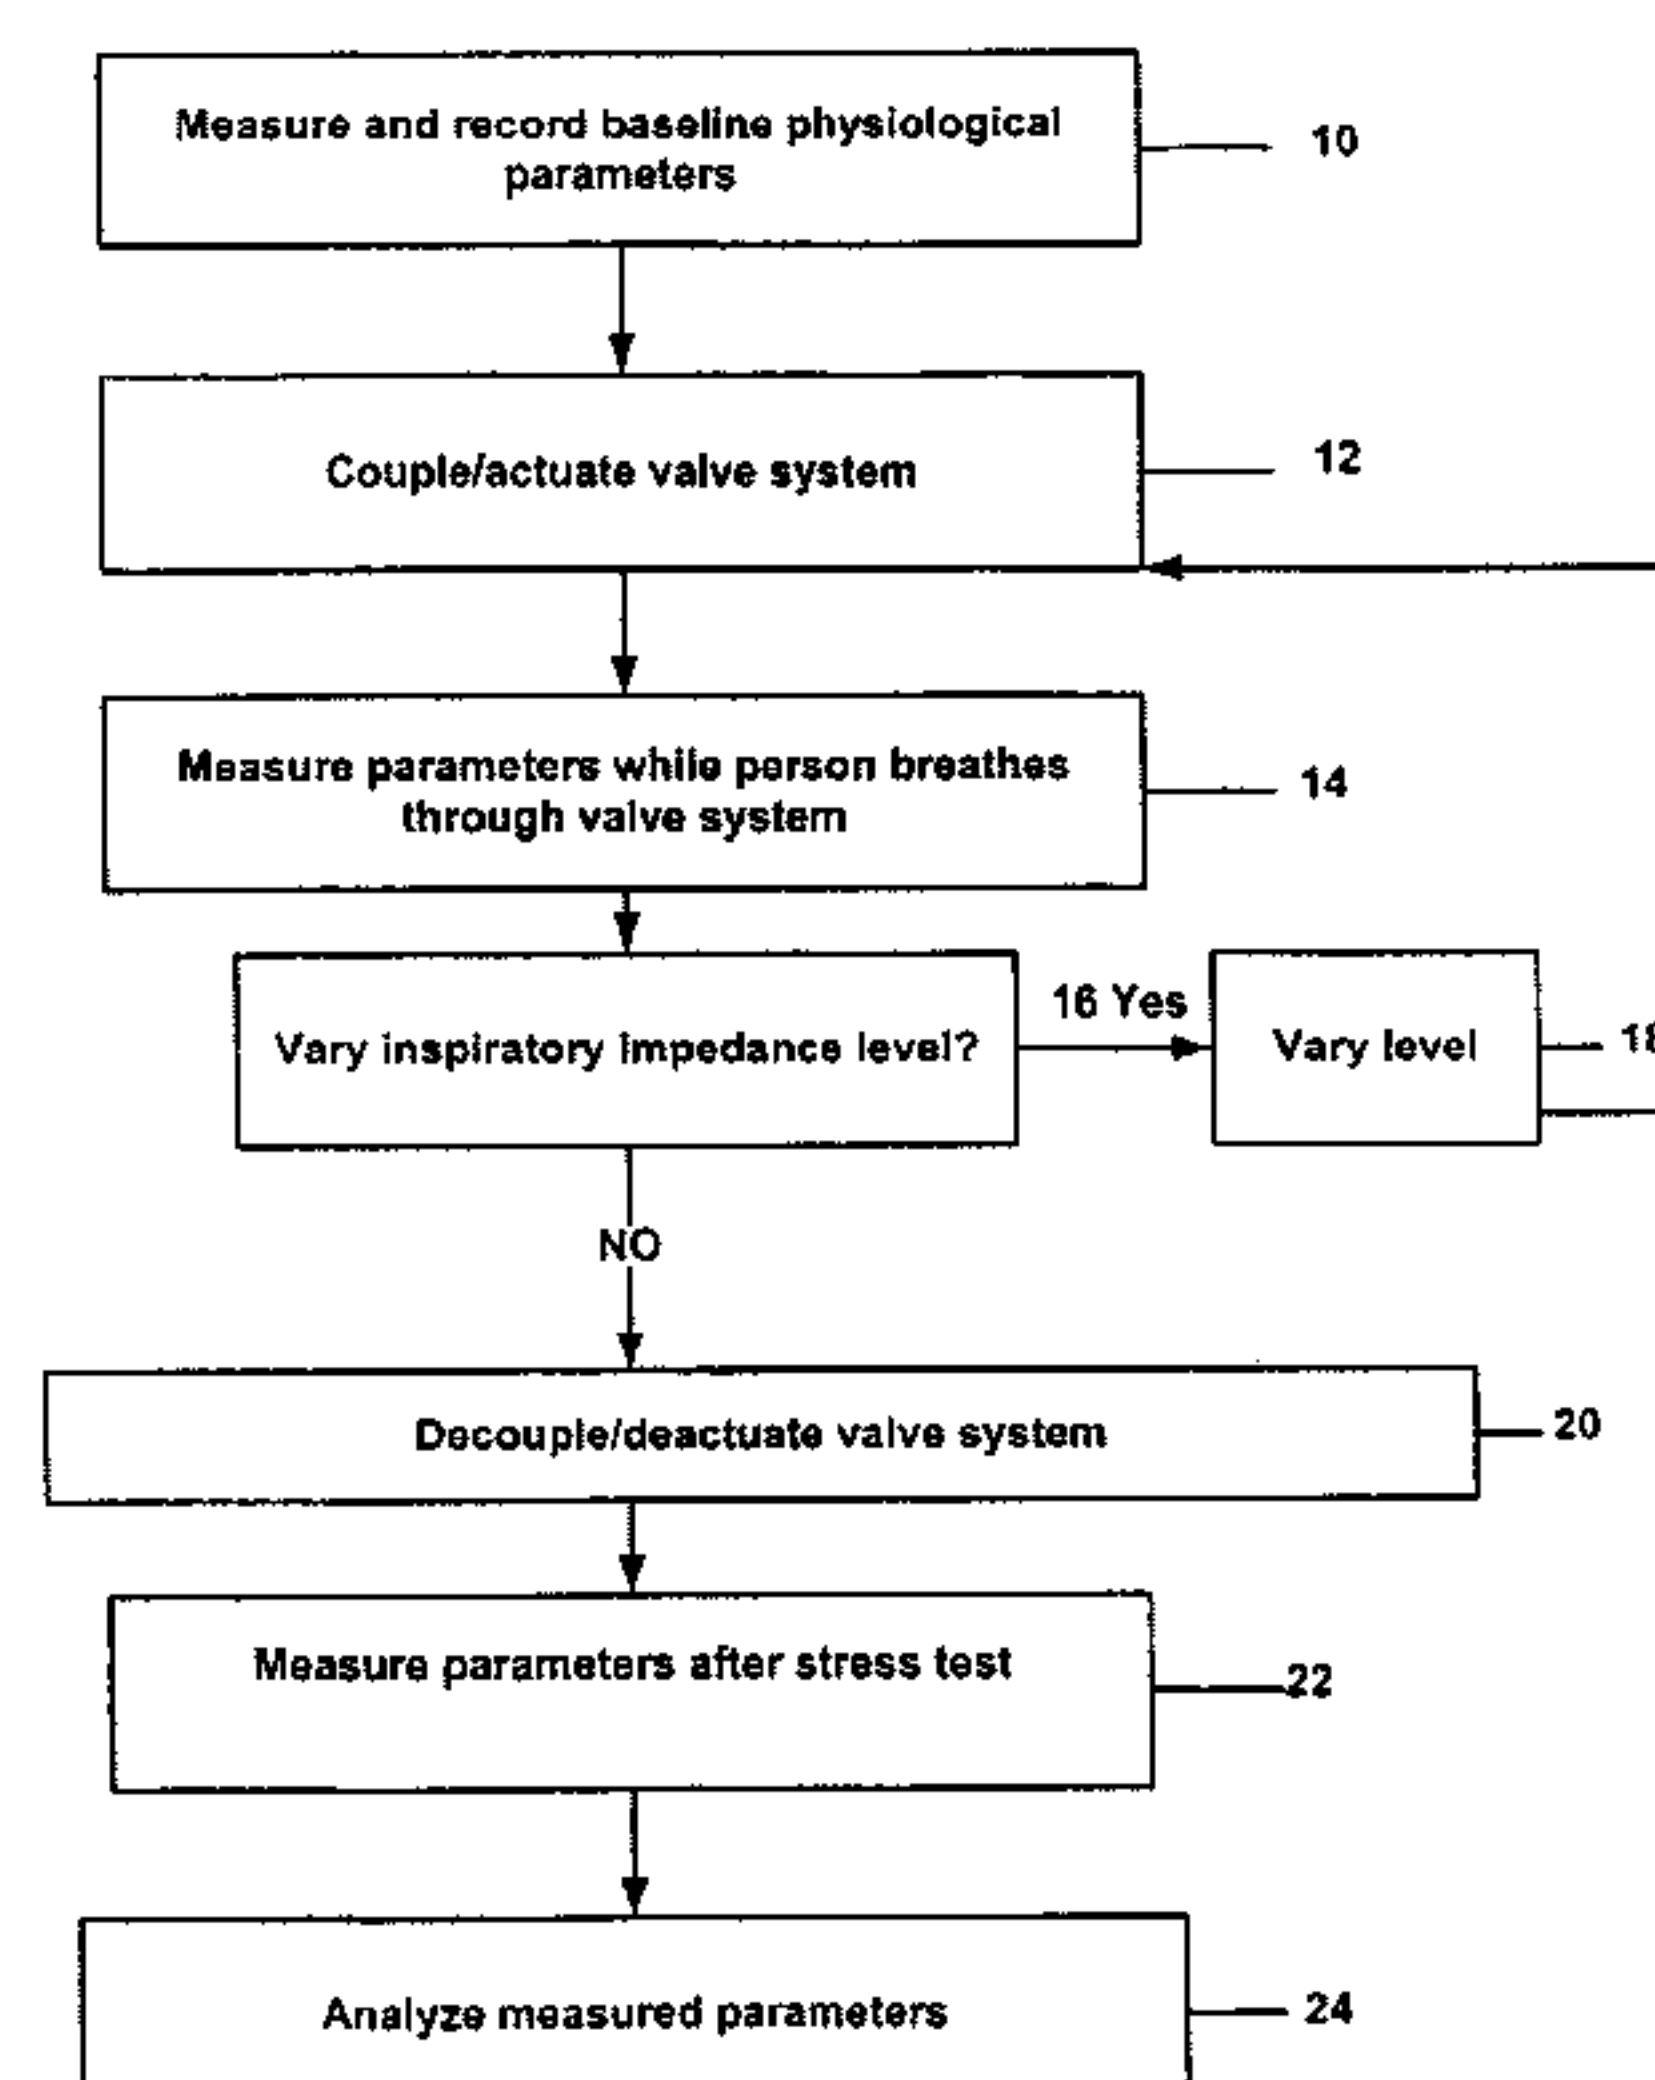 Measure and record baseline physiological
parameters
10
Couple/actuate valve system
12
Measure parameters while person breathes
through valve system
14
Vary inspiratory impedance level?
16 Yes
Vary level
18
NO
Decouple/deactuate valve system
20
Measure parameters after stress test
22
Analyze measured parameters
24